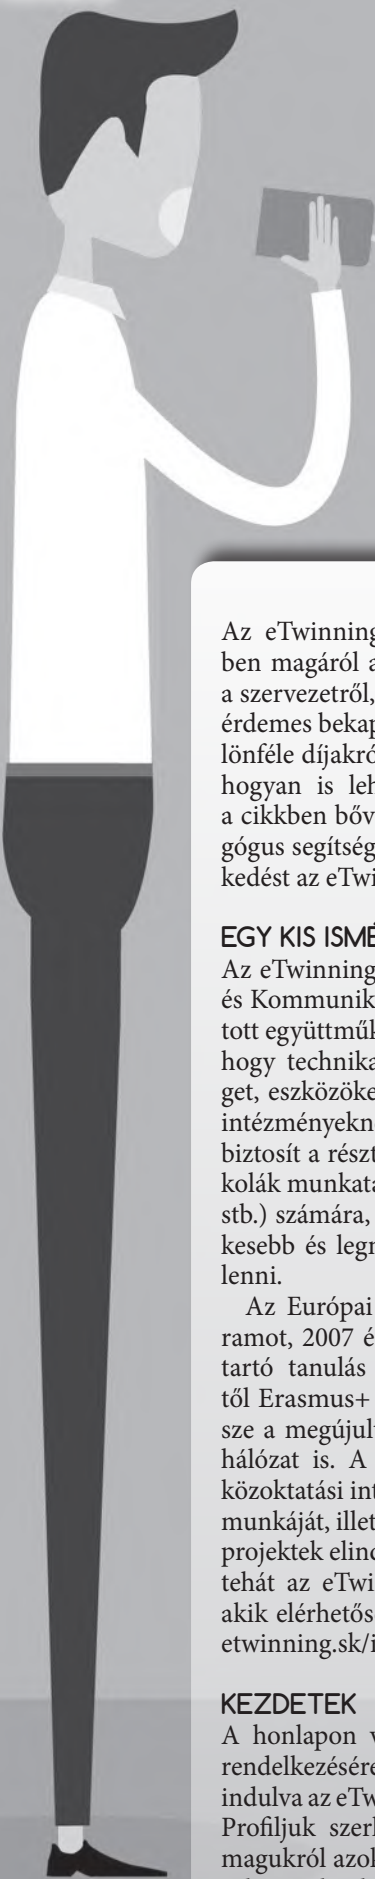 Az eTwinning
ben magáról a
a szervezetről,
érdemes bekap
lönféle díjakró
hogyan is leh
a cikkben bőv
gógus segítség
kedést az eTwi
EGY KIS ISMÉ
Az eTwinning
és Kommunik
tott együttműk
hogy technika
get, eszközöke
intézményekn
biztosít a részt
kolák munkatá
stb.) számára,
kesebb és legn
lenni.
Az Európai
ramot, 2007 é
tartó tanulás
től Erasmus+
sze a megújult
hálózat is. A
közoktatási int
munkáját, illet
projektek elind
tehát az eTwi
akik elérhetős
etwinning.sk/i
KEZDETEK
A honlapon v
rendelkezésére
indulva az eTw
Profiljuk szerk
magukról azok